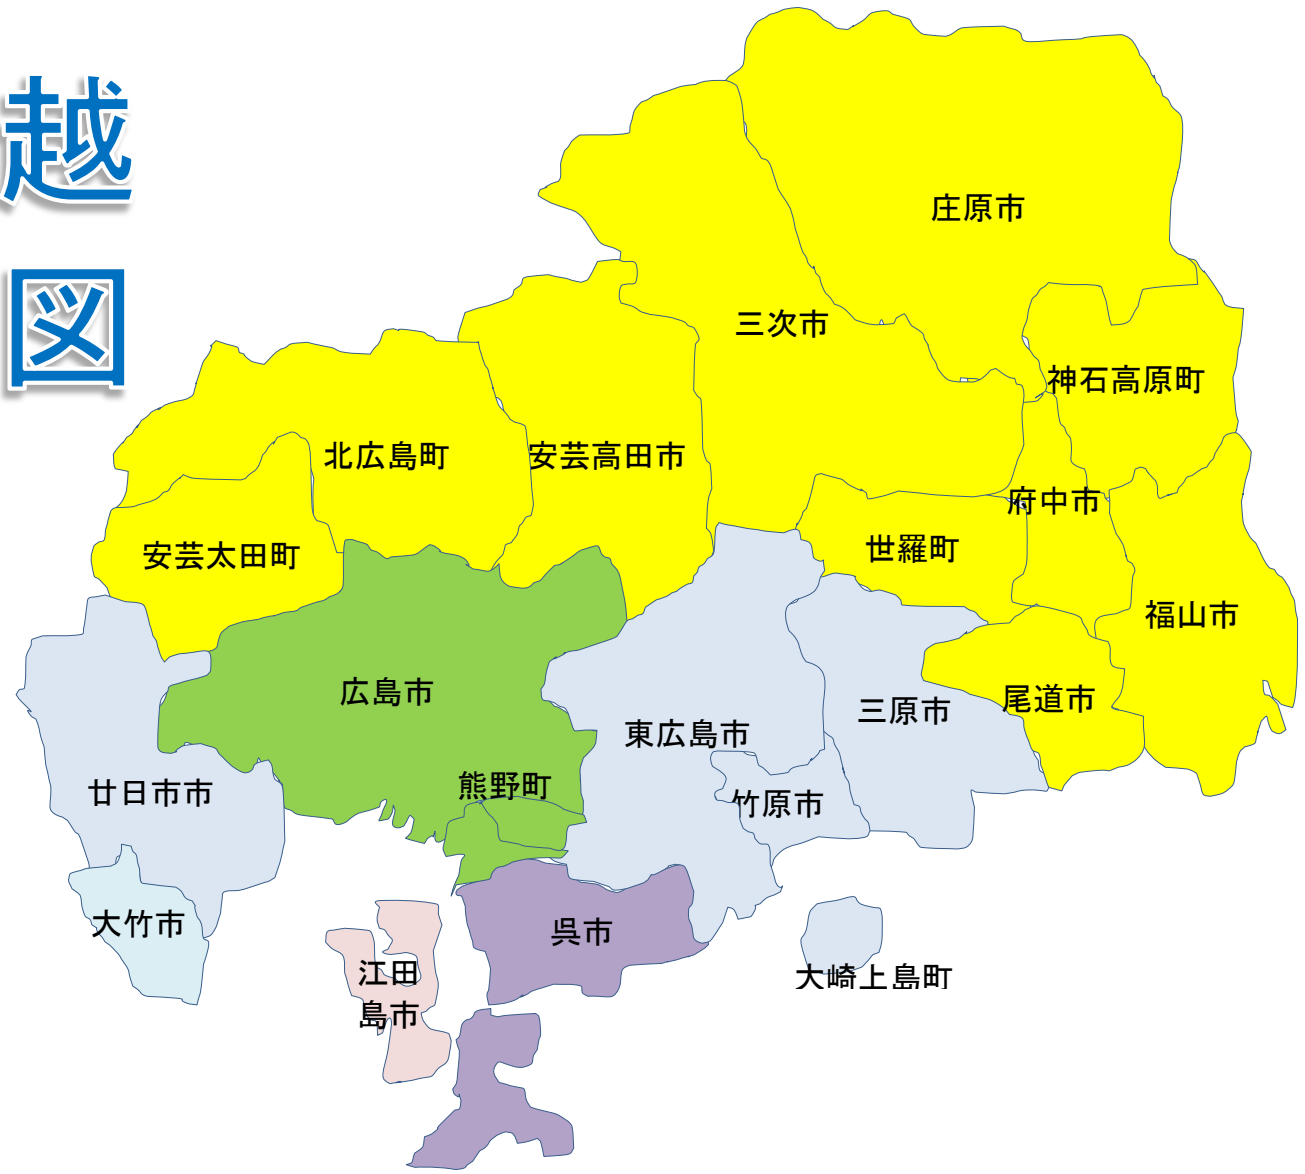 越
図
庄原市
三次市
神石高原町
北広島町
安芸高田市
府中市
安芸太田町
世羅町
福山市
広島市
尾道市
三原市
東広島市
熊野町
廿日市市
竹原市
大竹市
呉市
江田
島市
大崎上島町